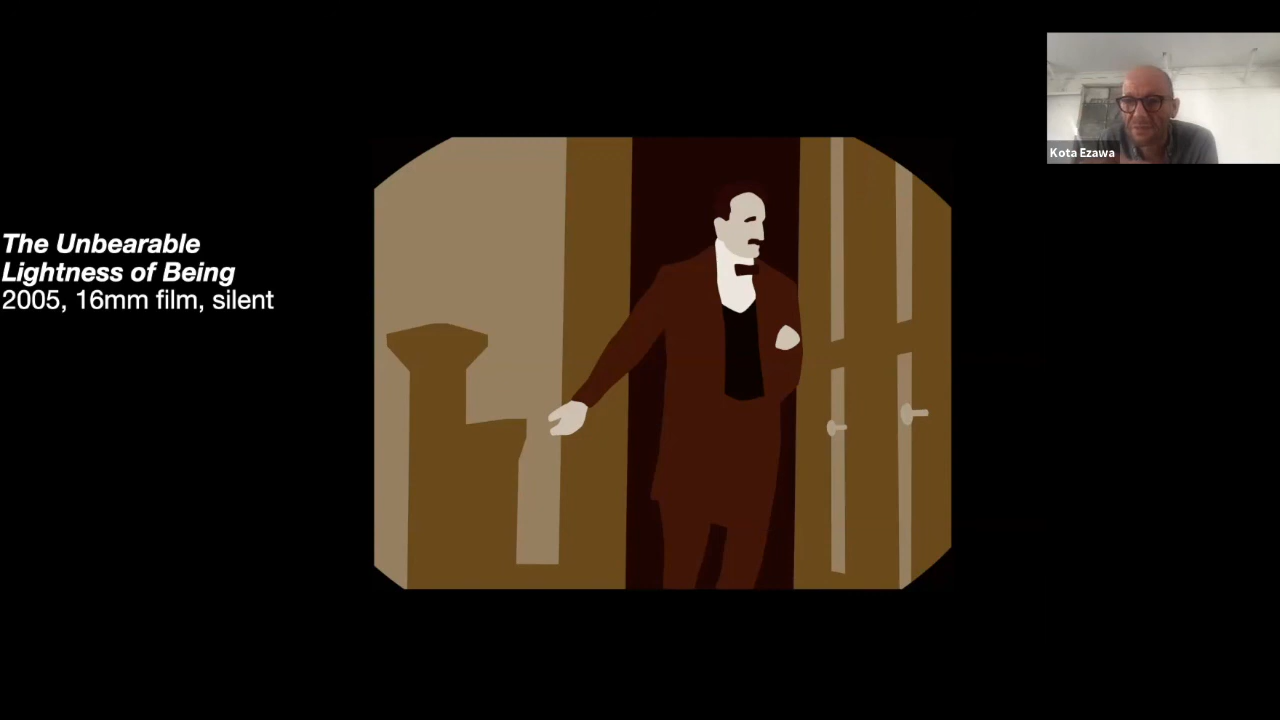 The Unbearable
Lightness of Being
2005, 16mm film, silent
Kota Ezawa